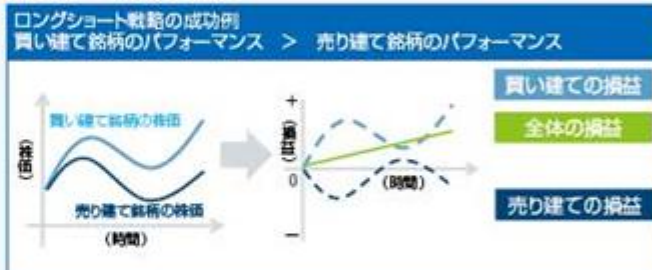 ロングショート戦略の成功例
買い建て銘柄のパフォーマンス > 売り建て銘柄のパフォーマンス
買い建て銘柄の株価
(株価)
売り建て銘柄の株価
(時間)
+
(損益)
0
(時間)
−
買い建ての損益
全体の損益
売り建ての損益